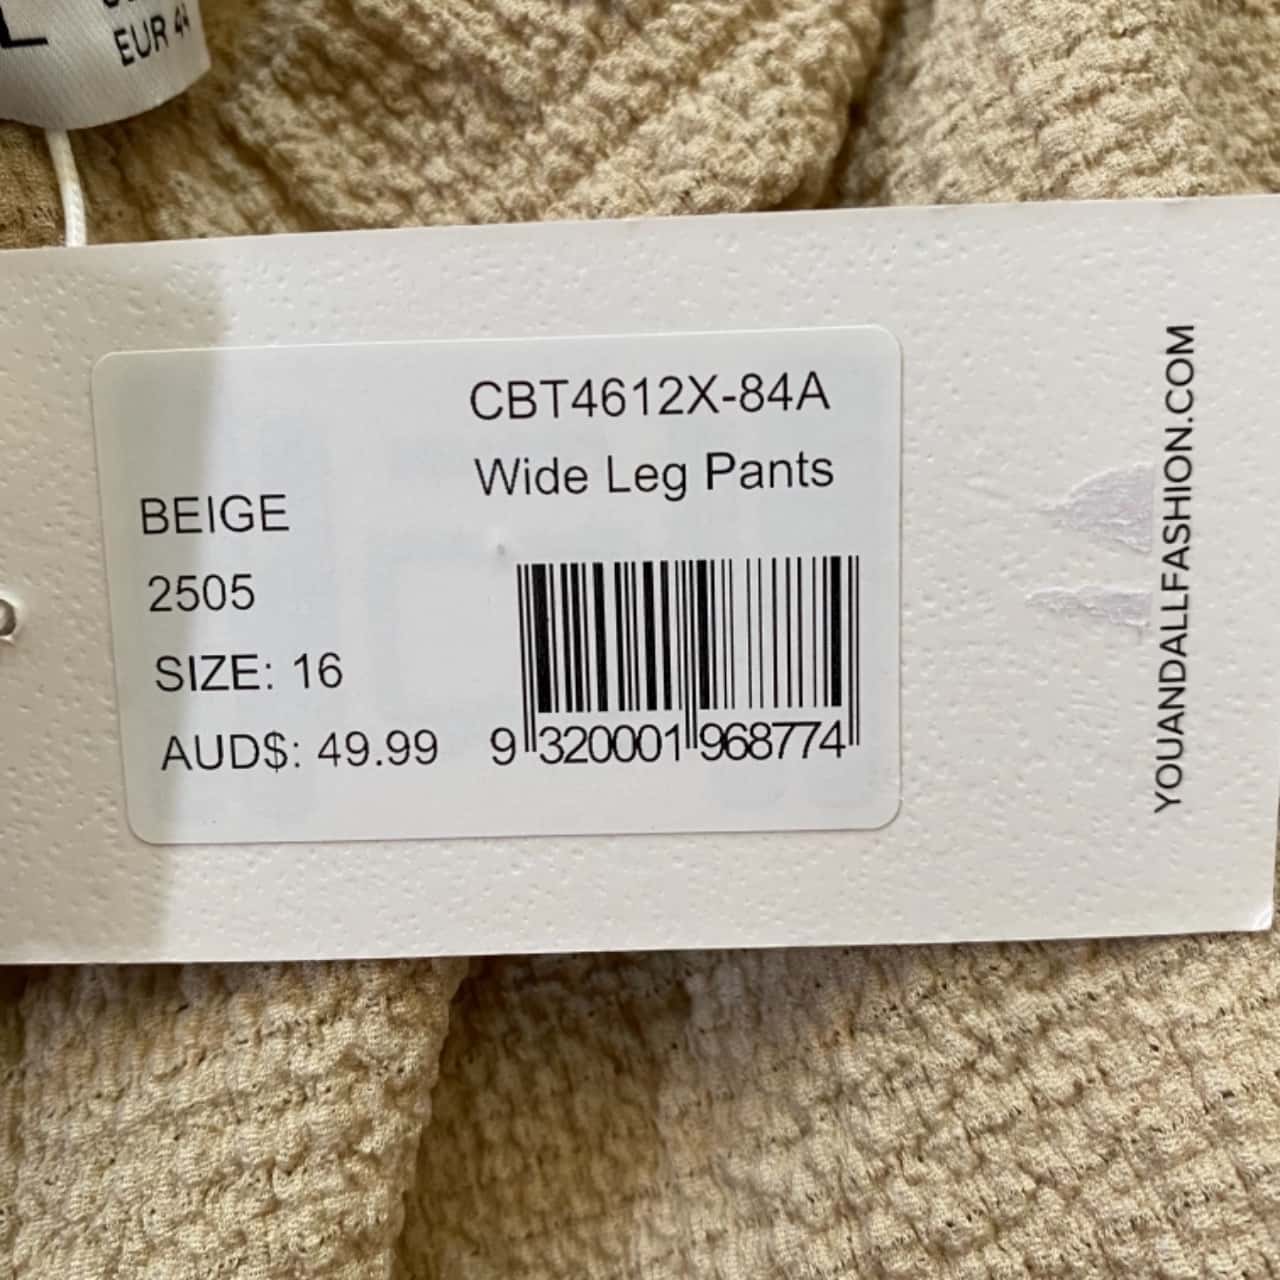 EUR 44
CBT4612X-84A
Wide Leg Pants
BEIGE
2505
SIZE: 16
AUD$: 49.99
9 320001 968774
YOUANDALLFASHION.COM